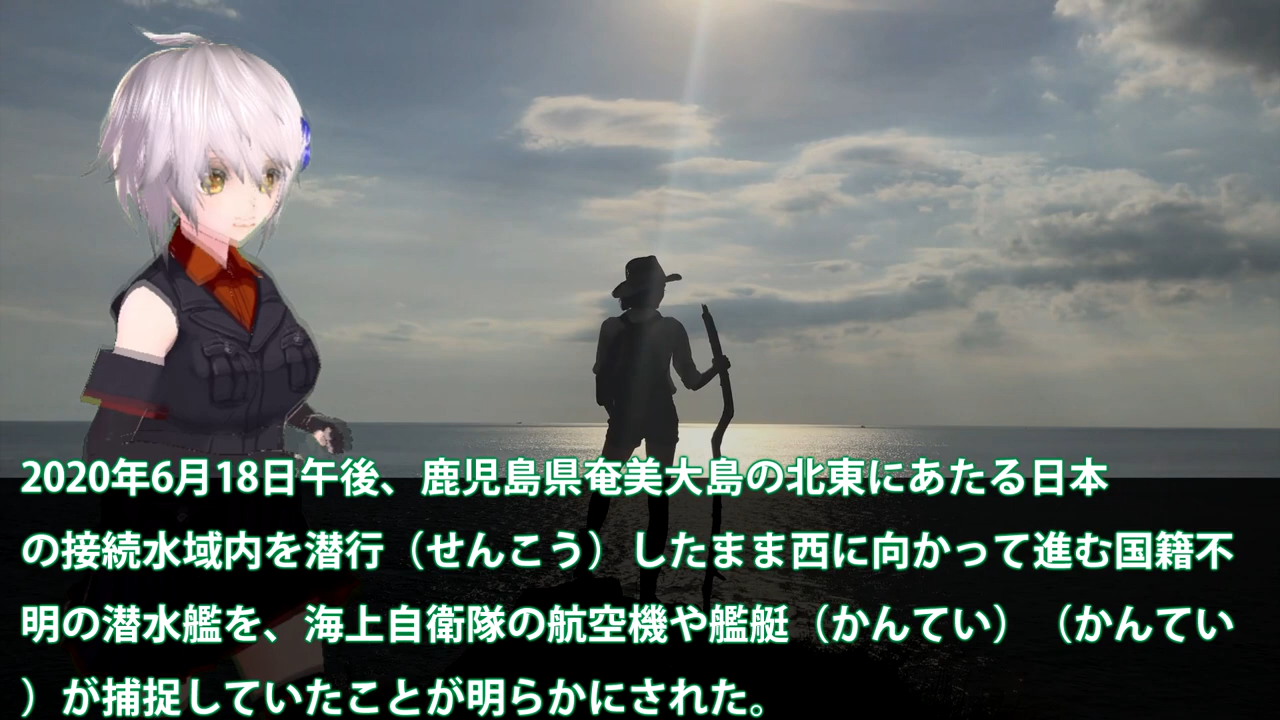 2020年6月18日午後、鹿児島県奄美大島の北東にあたる日本
の接続水域内を潜行（せんこう）したまま西に向かって進む国籍不
明の潜水艦を、海上自衛隊の航空機や艦艇（かんてい）（かんてい
）が捕捉していたことが明らかにされた。